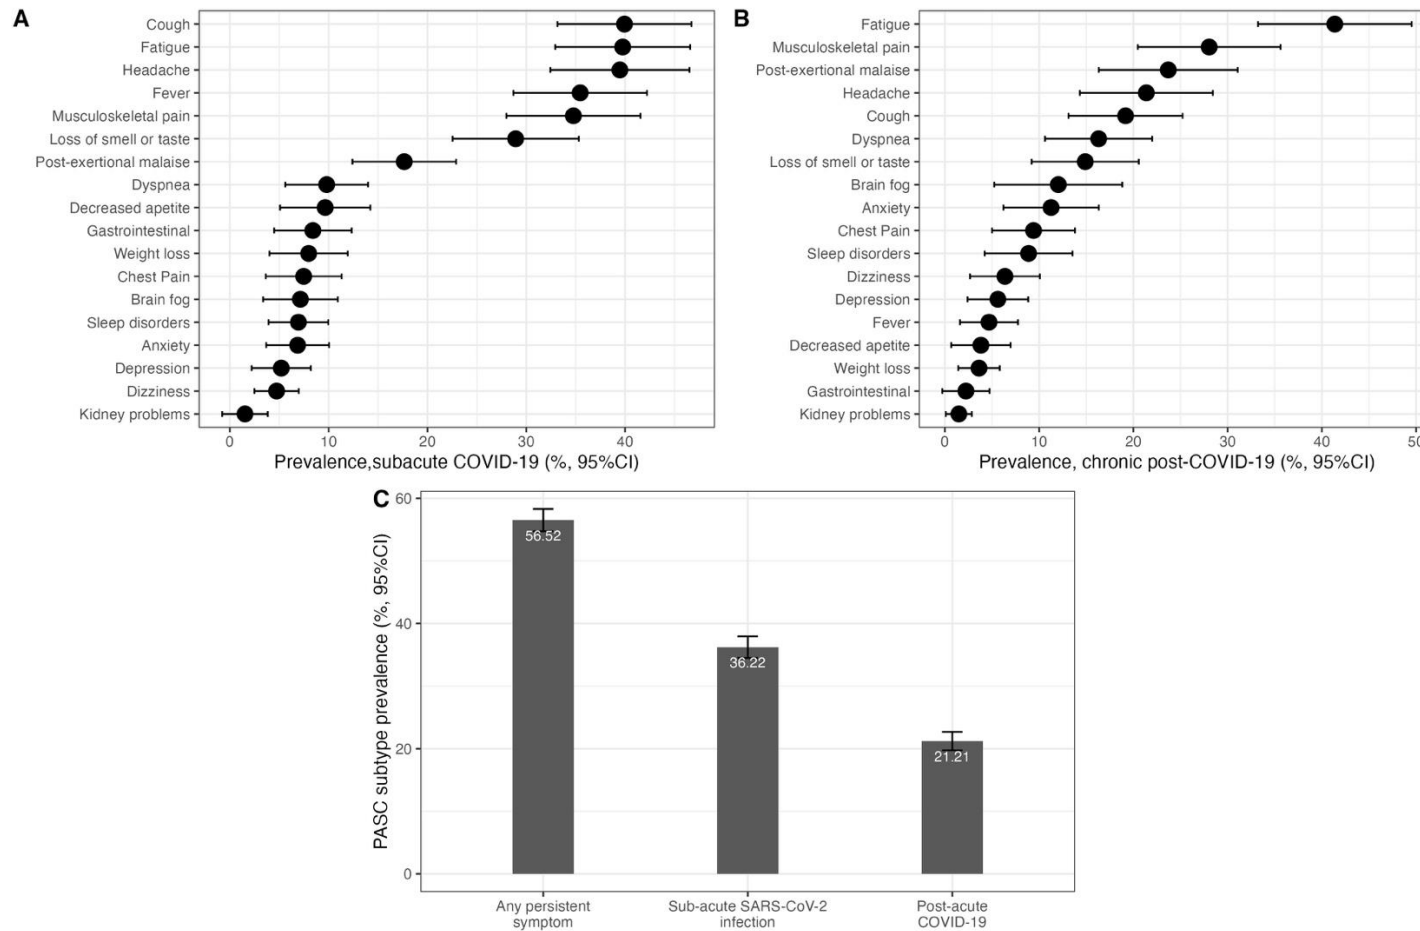 A
Cough
Fatigue
Headache
Fever
Musculoskeletal pain
Loss of smell or taste
Post-exertional malaise
Dyspnea
Decreased apetite
Gastrointestinal
Weight loss
Chest Pain
Brain fog
Sleep disorders
Anxiety
Depression
Dizziness
Kidney problems
0 10 20 30 40
Prevalence,subacute COVID-19 (%, 95%CI)
B
Fatigue
Musculoskeletal pain
Post-exertional malaise
Headache
Cough
Dyspnea
Loss of smell or taste
Brain fog
Anxiety
Chest Pain
Sleep disorders
Dizziness
Depression
Fever
Decreased apetite
Weight loss
Gastrointestinal
Kidney problems
0 10 20 30 40 50
Prevalence, chronic post-COVID-19 (%, 95%CI)
C
PASC subtype prevalence (%, 95%CI)
60
40
20
0
56.52
36.22
21.21
Any persistent
symptom
Sub-acute SARS-CoV-2
infection
Post-acute
COVID-19